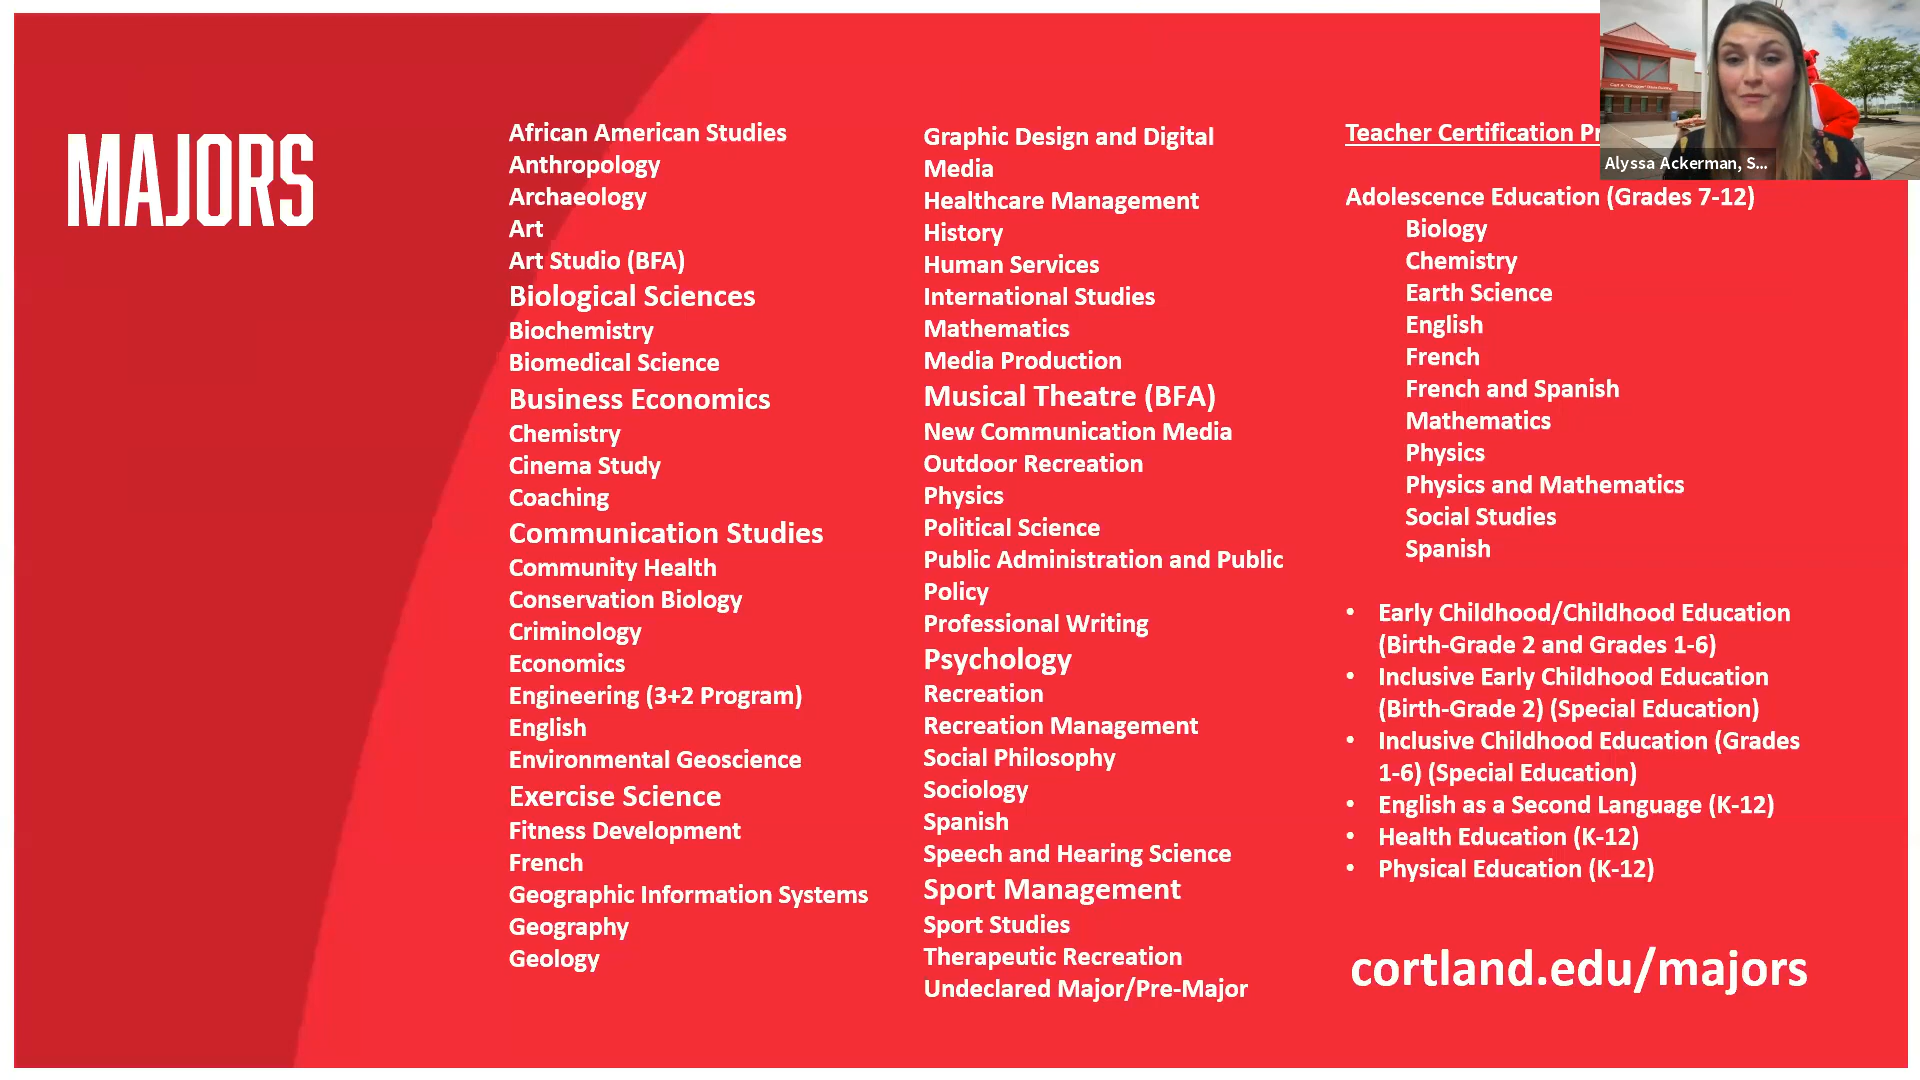 MAJORS
African American Studies
Anthropology
Archaeology
Art
Art Studio (BFA)
Biological Sciences
Biochemistry
Biomedical Science
Business Economics
Chemistry
Cinema Study
Coaching
Communication Studies
Community Health
Conservation Biology
Criminology
Economics
Engineering (3+2 Program)
English
Environmental Geoscience
Exercise Science
Fitness Development
French
Geographic Information Systems
Geography
Geology
Graphic Design and Digital
Media
Healthcare Management
History
Human Services
International Studies
Mathematics
Media Production
Musical Theatre (BFA)
New Communication Media
Outdoor Recreation
Physics
Political Science
Public Administration and Public
Policy
Professional Writing
Psychology
Recreation
Recreation Management
Social Philosophy
Sociology
Spanish
Speech and Hearing Science
Sport Management
Sport Studies
Therapeutic Recreation
Undeclared Major/Pre-Major
Teacher Certification Pr
Adolescence Education (Grades 7-12)
Biology
Chemistry
Earth Science
English
French
French and Spanish
Mathematics
Physics
Physics and Mathematics
Social Studies
Spanish
• Early Childhood/Childhood Education
(Birth-Grade 2 and Grades 1-6)
• Inclusive Early Childhood Education
(Birth-Grade 2) (Special Education)
• Inclusive Childhood Education (Grades
1-6) (Special Education)
• English as a Second Language (K-12)
• Health Education (K-12)
• Physical Education (K-12)
cortland.edu/majors
Alyssa Ackerman, S...